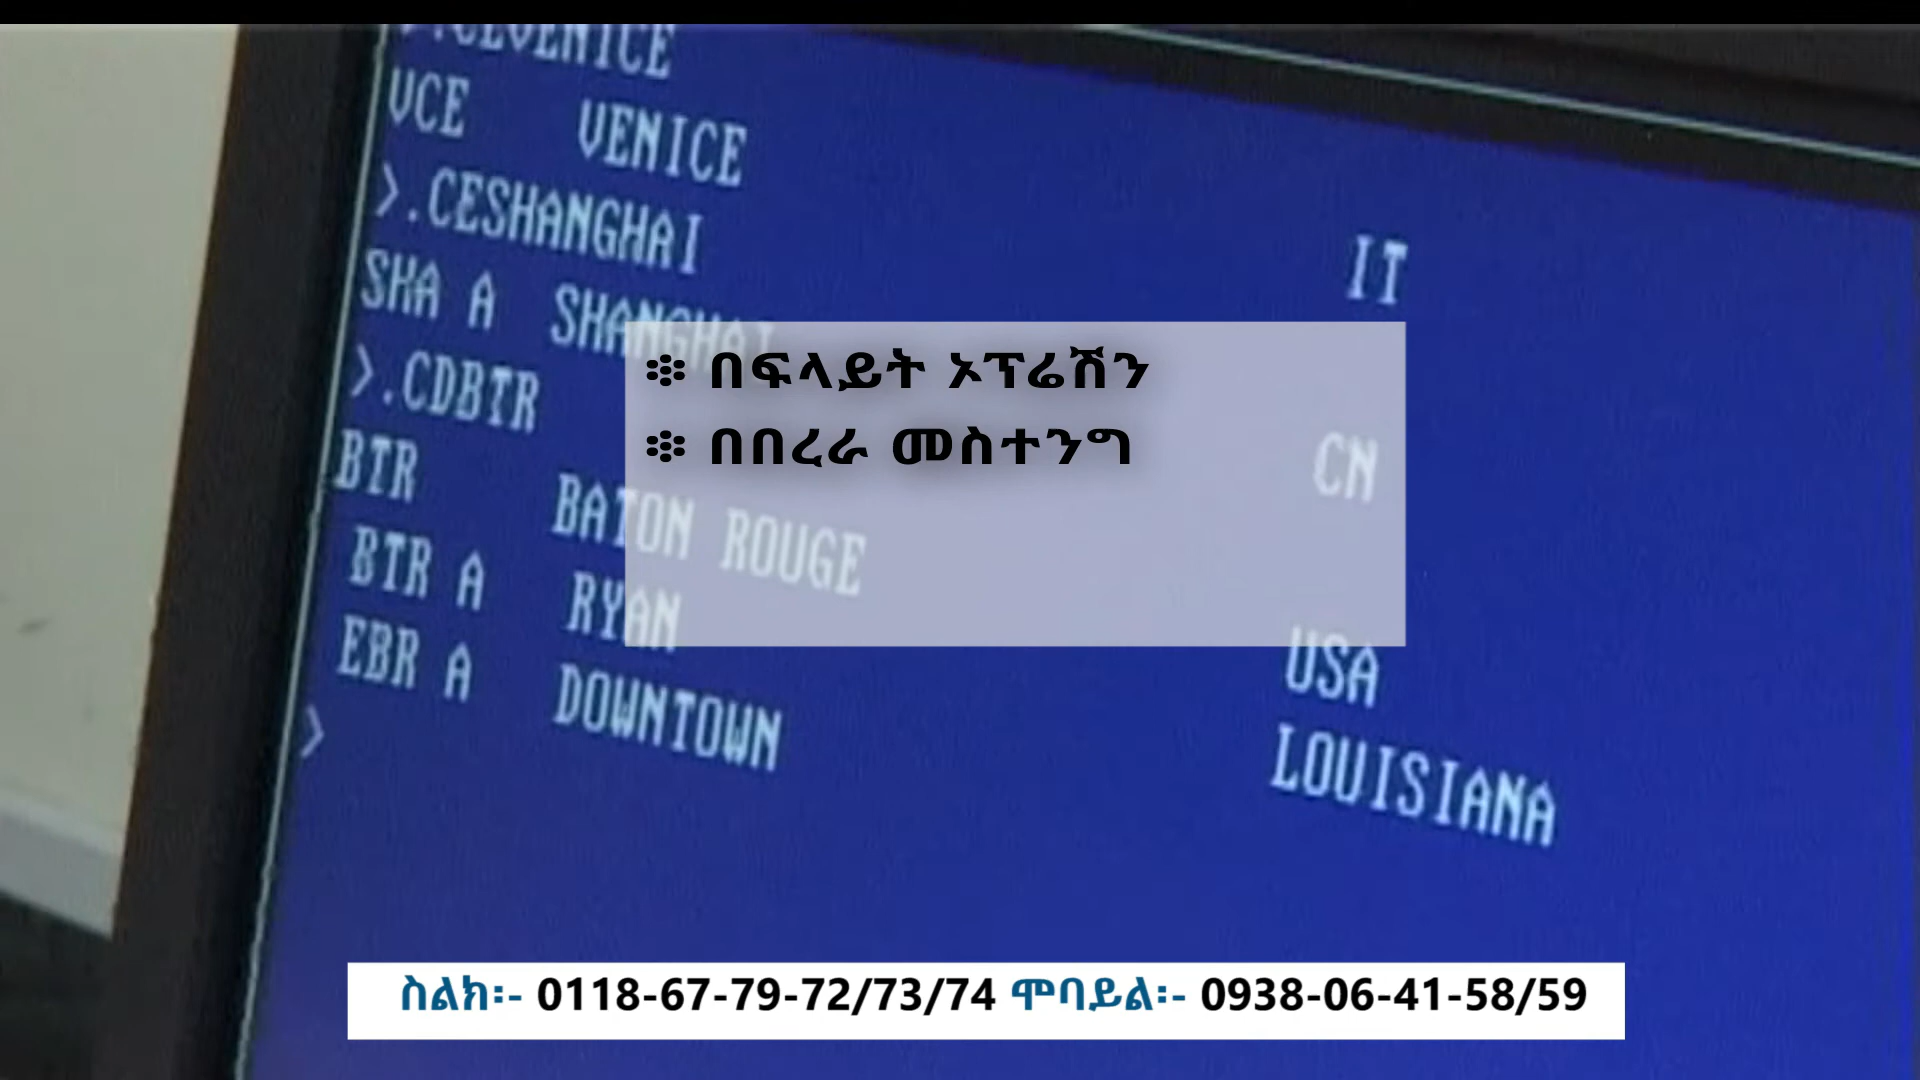 VENICE
VCE VENICE IT
>.CESHANGHAI
SHA A SHANGHAI CN
>.CDBTR
BTR BATON ROUGE USA
BTR A RYAN LOUISIANA
EBR A DOWNTOWN
>
፨ በፍላይት ኦፕሬሽን
፨ በበረራ መስተንግ
ስልክ፡- 0118-67-79-72/73/74 ሞባይል፡- 0938-06-41-58/59